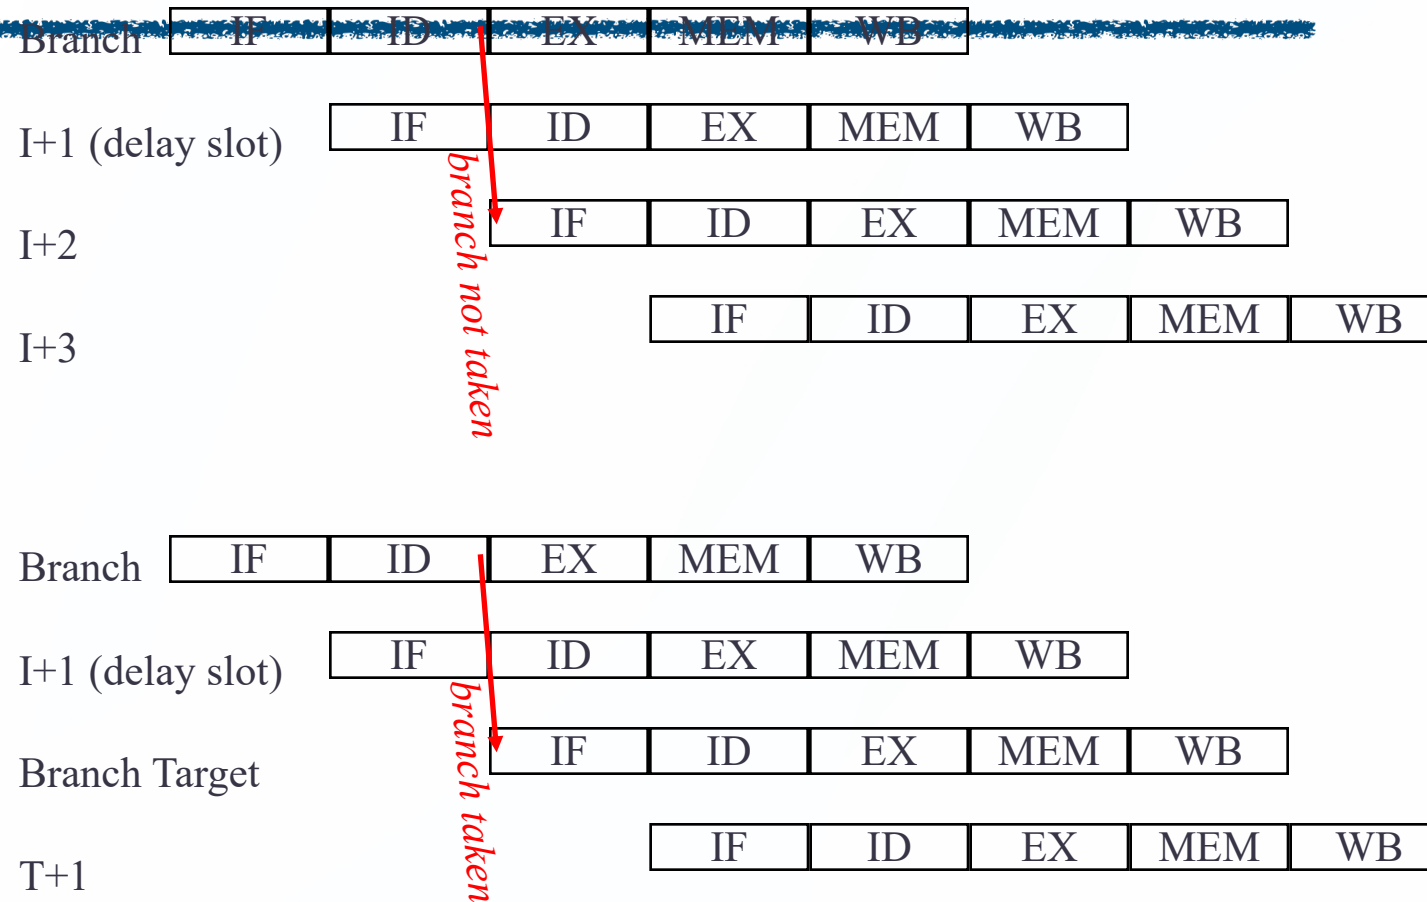 Branch IF ID EX MEM WB
I+1 (delay slot) IF ID EX MEM WB
branch not taken
I+2 IF ID EX MEM WB
I+3 IF ID EX MEM WB
Branch IF ID EX MEM WB
I+1 (delay slot) IF ID EX MEM WB
branch taken
Branch Target IF ID EX MEM WB
T+1 IF ID EX MEM WB